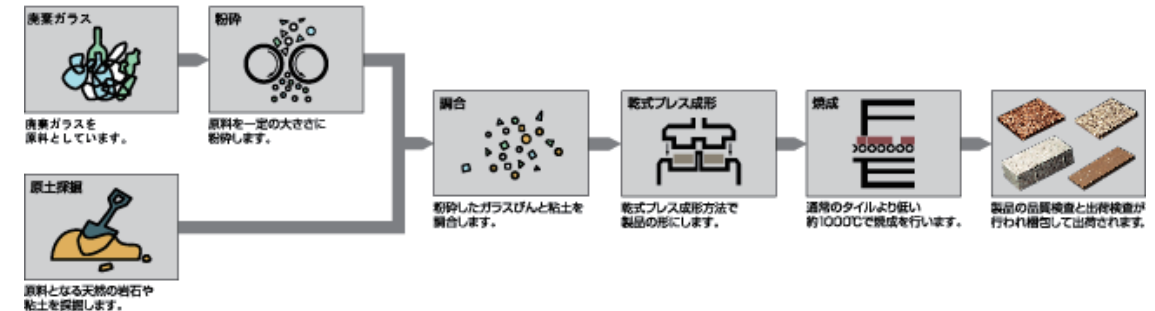 廃棄ガラス
廃棄ガラスを
原料としています。
粉砕
原料を一定の大きさに
粉砕します。
原土採掘
原料となる天然の岩石や
粘土を採掘します。
調合
粉砕したガラスびんと粘土を
調合します。
乾式プレス成形
乾式プレス成形方法で
製品の形にします。
焼成
通常のタイルより低い
約1000℃で焼成を行います。
製品の品質検査と出荷検査が
行われ梱包して出荷されます。